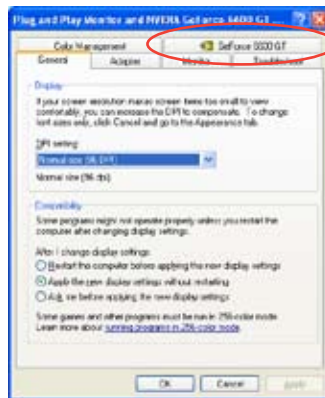 Plug and Play Monitor and NVIDIA GeForce 6600 GT ...
Color Management
GeForce 6600 GT
General
Adapter
Monitor
Troubleshoot
Display
If your screen resolution makes screen items too small to view
comfortably, you can increase the DPI to compensate. To change
font sizes only, click Cancel and go to the Appearance tab.
DPI setting:
Normal size (96 DPI)
Normal size (96 dpi)
Compatibility
Some programs might not operate properly unless you restart the
computer after changing display settings.
After I change display settings:
Restart the computer before applying the new display settings
Apply the new display settings without restarting
Ask me before applying the new display settings
Some games and other programs must be run in 256-color mode.
Learn more about running programs in 256-color mode.
OK
Cancel
Apply